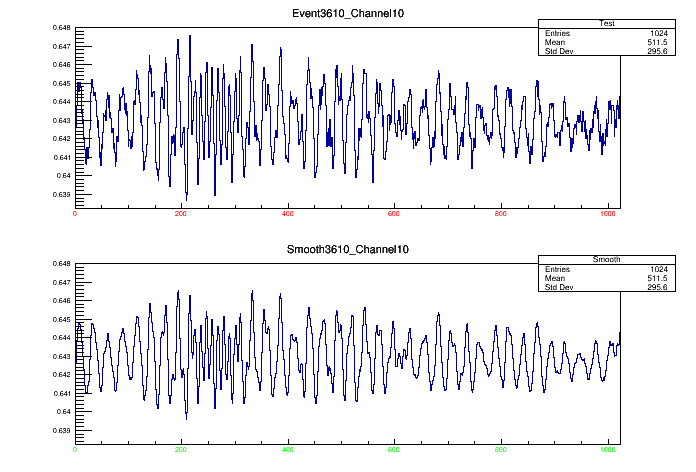 Event3610_Channel10
Test
Entries 1024
Mean 511.5
Std Dev 295.6
0.648
0.647
0.646
0.645
0.644
0.643
0.642
0.641
0.64
0.639
0 200 400 600 800 1000
Smooth3610_Channel10
Smooth
Entries 1024
Mean 511.5
Std Dev 295.6
0.648
0.647
0.646
0.645
0.644
0.643
0.642
0.641
0.64
0.639
0 200 400 600 800 1000